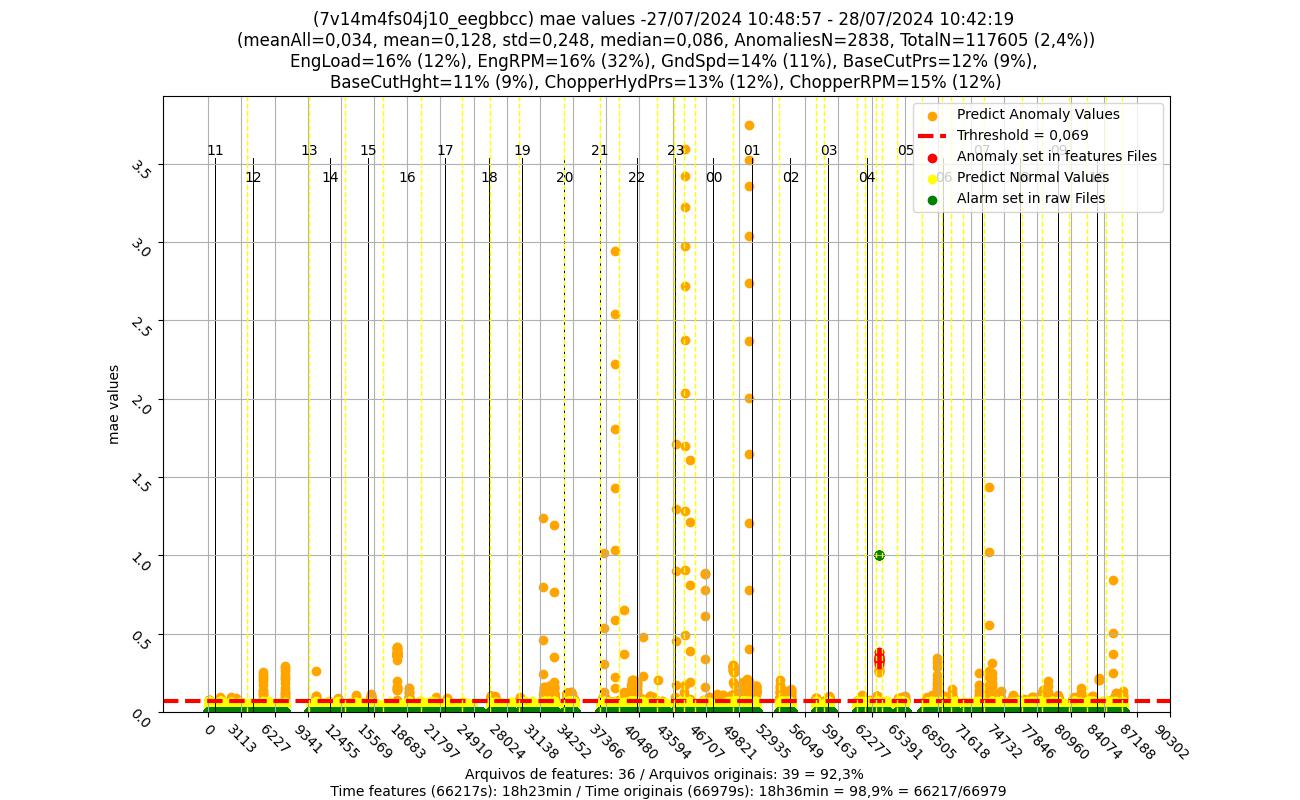 (7v14m4fs04j10_eegbbcc) mae values -27/07/2024 10:48:57 - 28/07/2024 10:42:19
(meanAll=0,034, mean=0,128, std=0,248, median=0,086, AnomaliesN=2838, TotalN=117605 (2,4%))
EngLoad=16% (12%), EngRPM=16% (32%), GndSpd=14% (11%), BaseCutPrs=12% (9%),
BaseCutHght=11% (9%), ChopperHydPrs=13% (12%), ChopperRPM=15% (12%)
Predict Anomaly Values
Trhreshold = 0,069
Anomaly set in features Files
Predict Normal Values
Alarm set in raw Files
11 13 15 17 19 21 23 01 03 05 07 09
12 14 16 18 20 22 00 02 04 06
3.5
3.0
2.5
2.0
1.5
1.0
0.5
0.0
mae values
0 3113 6227 9341 12455 15569 18683 21797 24910 28024 31138 34252 37366 40480 43594 46707 49821 52935 56049 59163 62277 65391 68505 71618 74732 77846 80960 84074 87188 90302
Arquivos de features: 36 / Arquivos originais: 39 = 92,3%
Time features (66217s): 18h23min / Time originais (66979s): 18h36min = 98,9% = 66217/66979